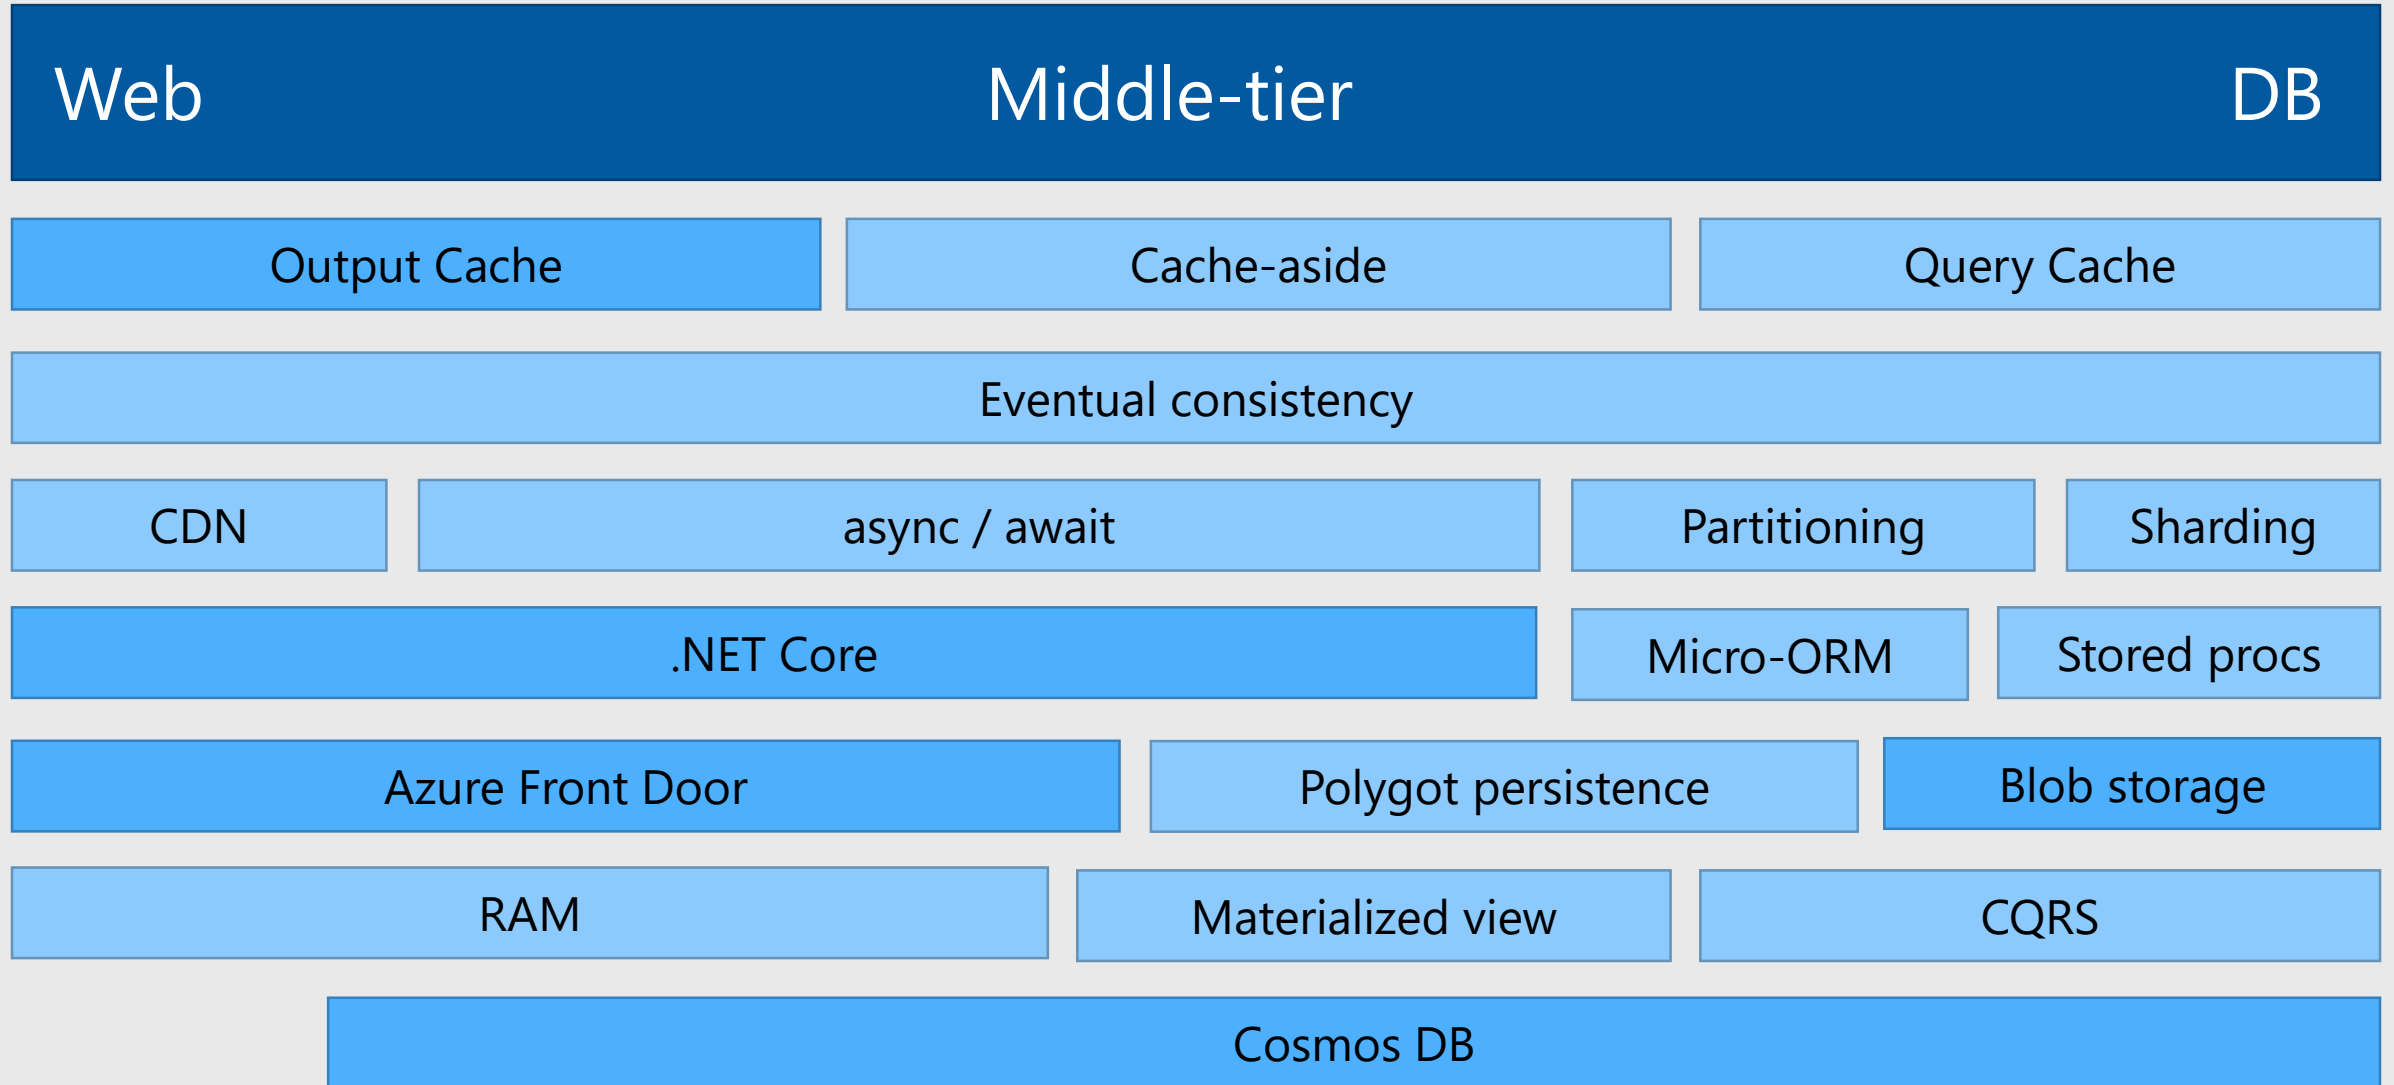 Web Middle-tier DB
Output Cache Cache-aside Query Cache
Eventual consistency
CDN async / await Partitioning Sharding
.NET Core Micro-ORM Stored procs
Azure Front Door Polygot persistence Blob storage
RAM Materialized view CQRS
Cosmos DB